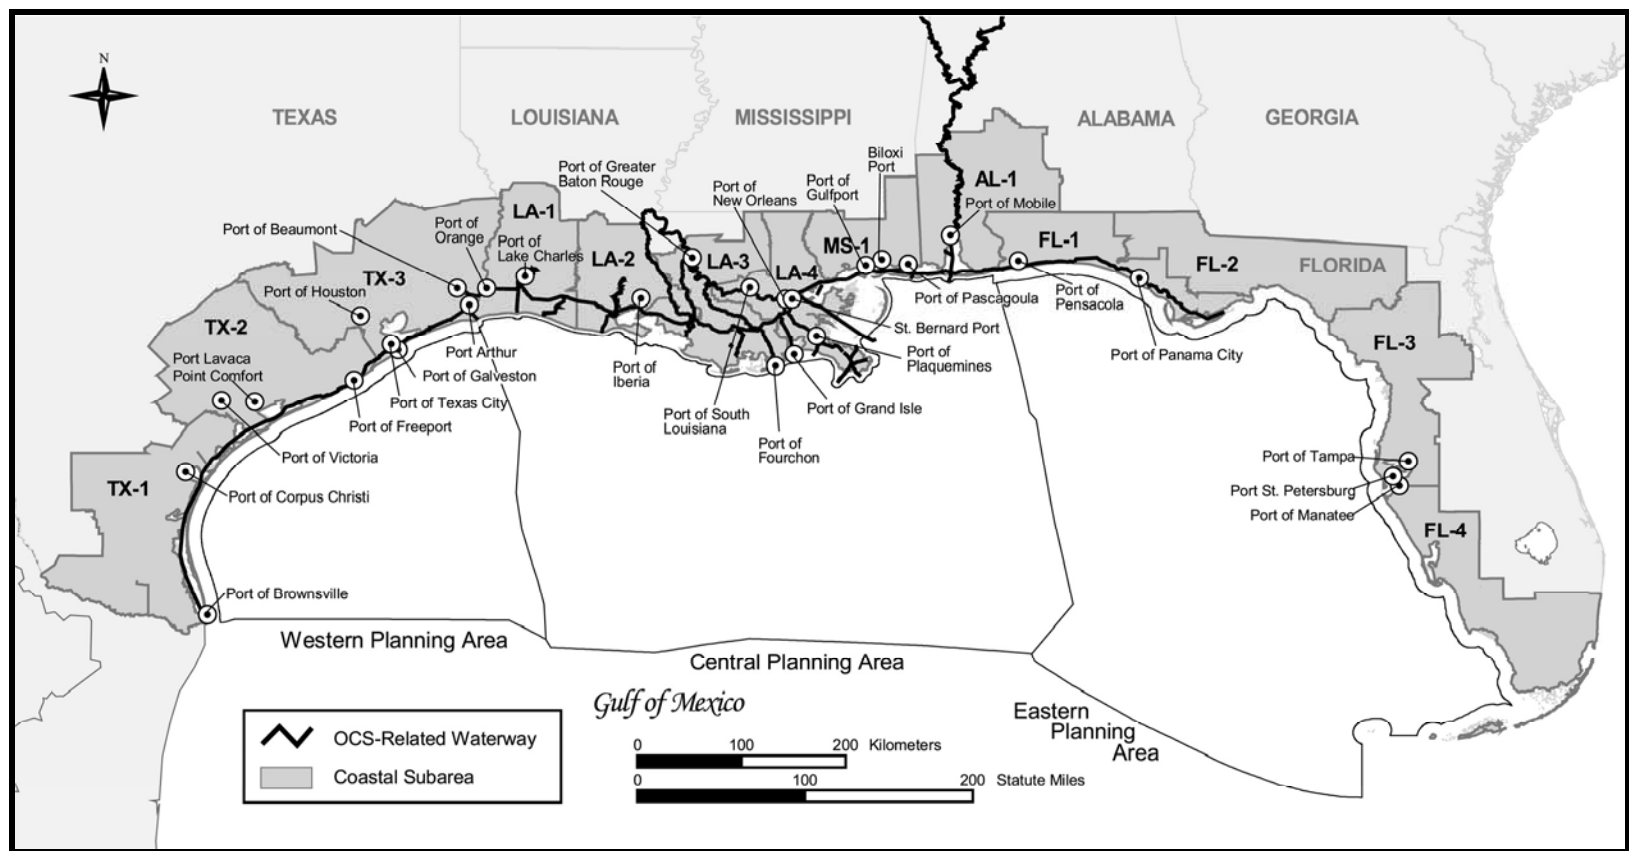 N
TEXAS
LOUISIANA
MISSISSIPPI
ALABAMA
GEORGIA
Biloxi
Port
Port of Greater
Baton Rouge
Port of
New Orleans
Port of
Gulfport
AL-1
Port of Mobile
LA-1
Port of
Orange
Port of Beaumont
Port of
Lake Charles
LA-2
LA-3
LA-4
MS-1
FL-1
FL-2
FLORIDA
TX-3
Port of Houston
TX-2
Port of Pascagoula
Port of
Pensacola
St. Bernard Port
Port of
Plaquemines
Port of Panama City
FL-3
Port Lavaca
Point Comfort
Port Arthur
Port of Galveston
Port of Texas City
Port of Freeport
Port of
Iberia
Port of South
Louisiana
Port of Grand Isle
Port of
Fourchon
Port of Victoria
Port of Corpus Christi
TX-1
Port of Tampa
Port St. Petersburg
Port of Manatee
FL-4
Port of Brownsville
Western Planning Area
Central Planning Area
Eastern
Planning
Area
Gulf of Mexico
OCS-Related Waterway
Coastal Subarea
0 100 200 Kilometers
0 100 200 Statute Miles